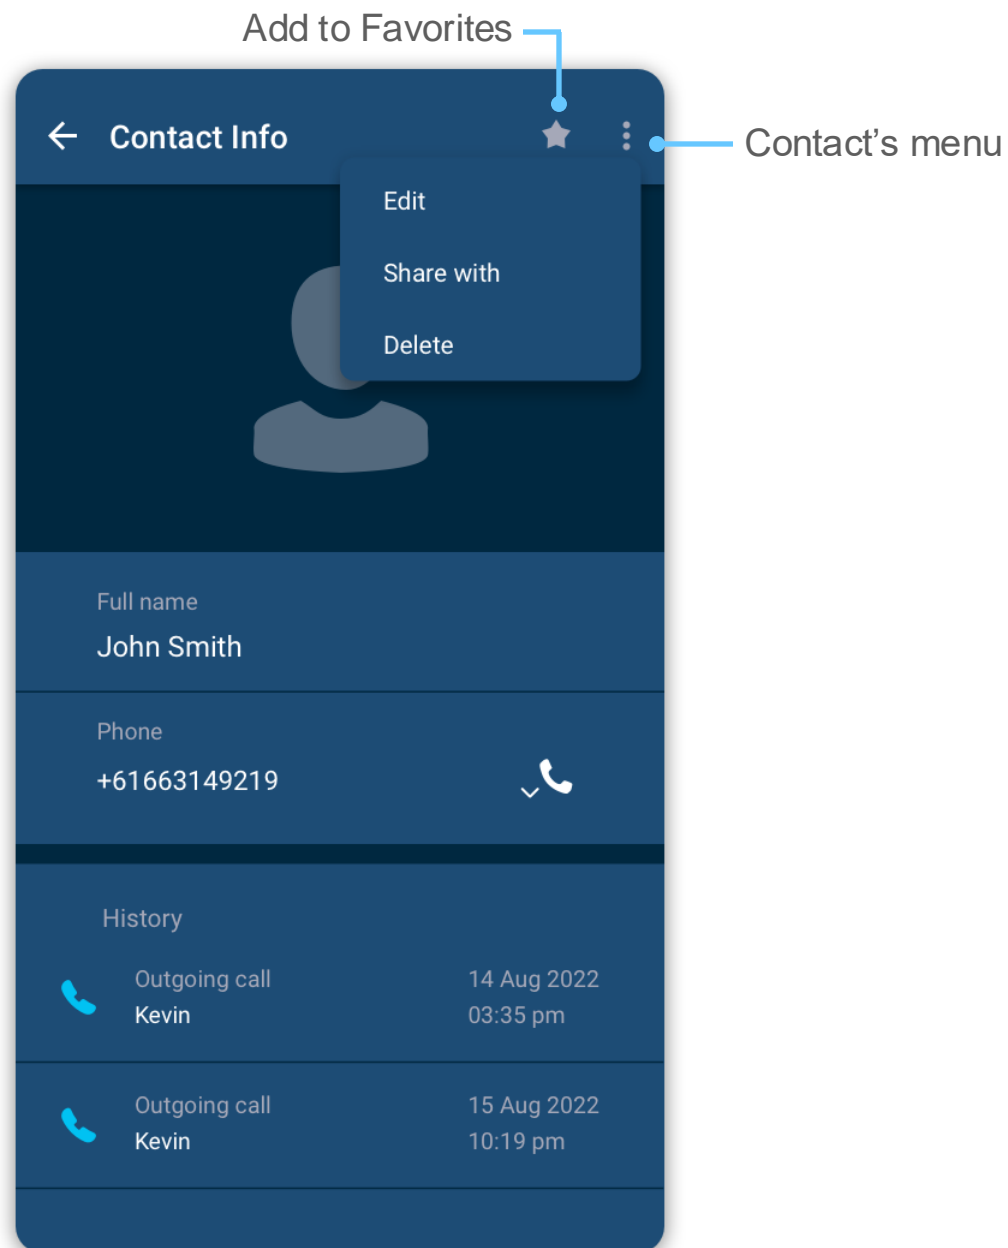 Add to Favorites
Contact Info
Contact's menu
Edit
Share with
Delete
Full name
John Smith
Phone
+61663149219
History
Outgoing call 14 Aug 2022
Kevin 03:35 pm
Outgoing call 15 Aug 2022
Kevin 10:19 pm